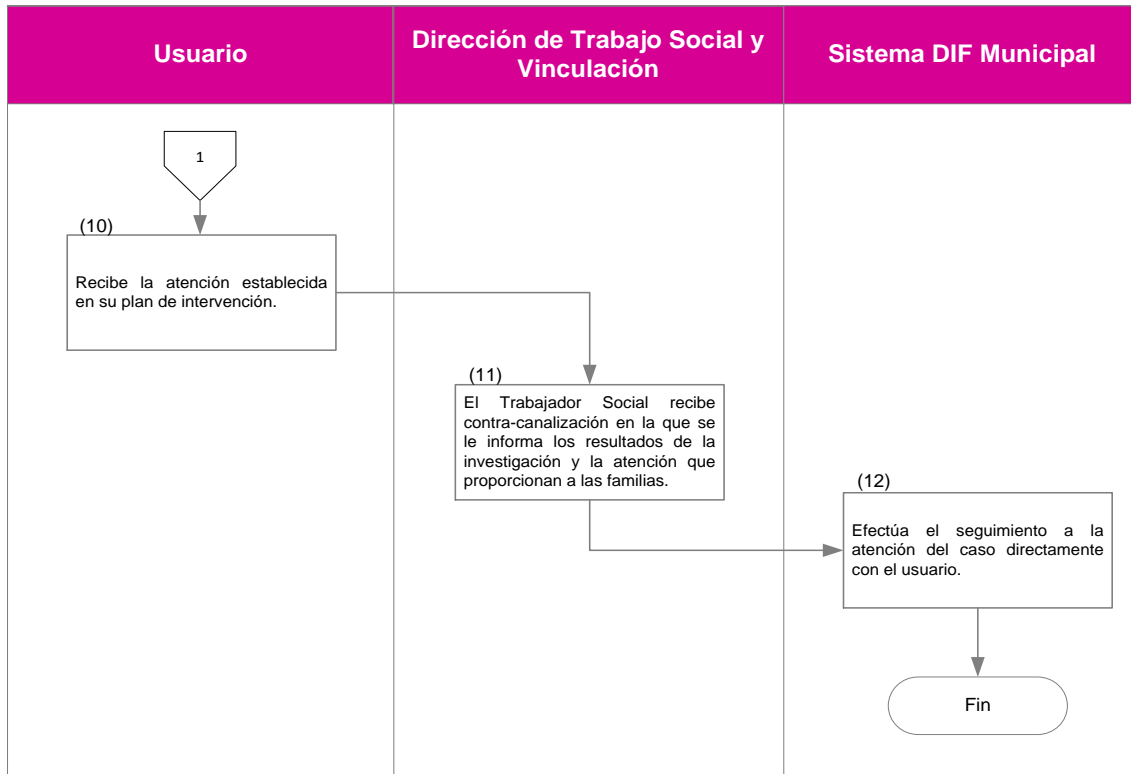 Usuario
Dirección de Trabajo Social y
Vinculación
Sistema DIF Municipal
1
(10)
Recibe la atención establecida
en su plan de intervención.
(11)
El Trabajador Social recibe
contra-canalización en la que se
le informa los resultados de la
investigación y la atención que
proporcionan a las familias.
(12)
Efectúa el seguimiento a la
atención del caso directamente
con el usuario.
Fin